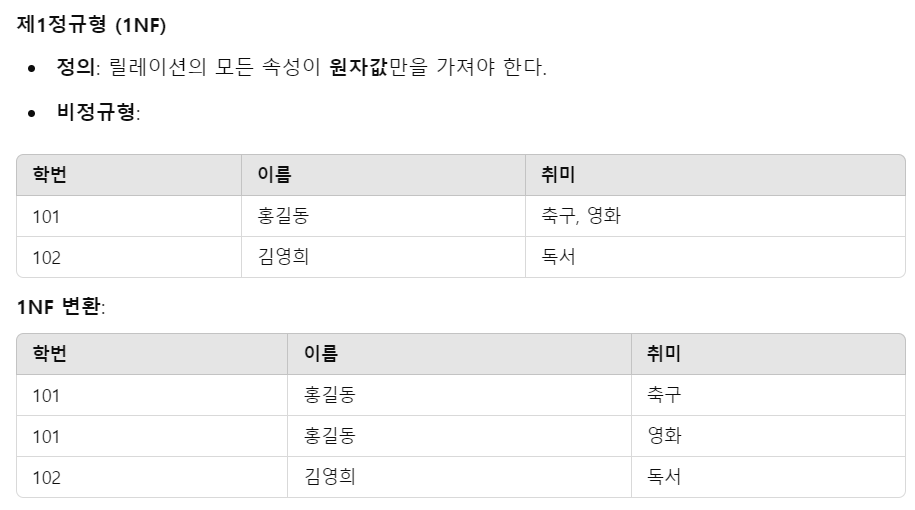 제1정규형 (1NF)
• 정의: 릴레이션의 모든 속성이 원자값만을 가져야 한다.
• 비정규형:
학번 이름 취미
101 홍길동 축구, 영화
102 김영희 독서
1NF 변환:
학번 이름 취미
101 홍길동 축구
101 홍길동 영화
102 김영희 독서